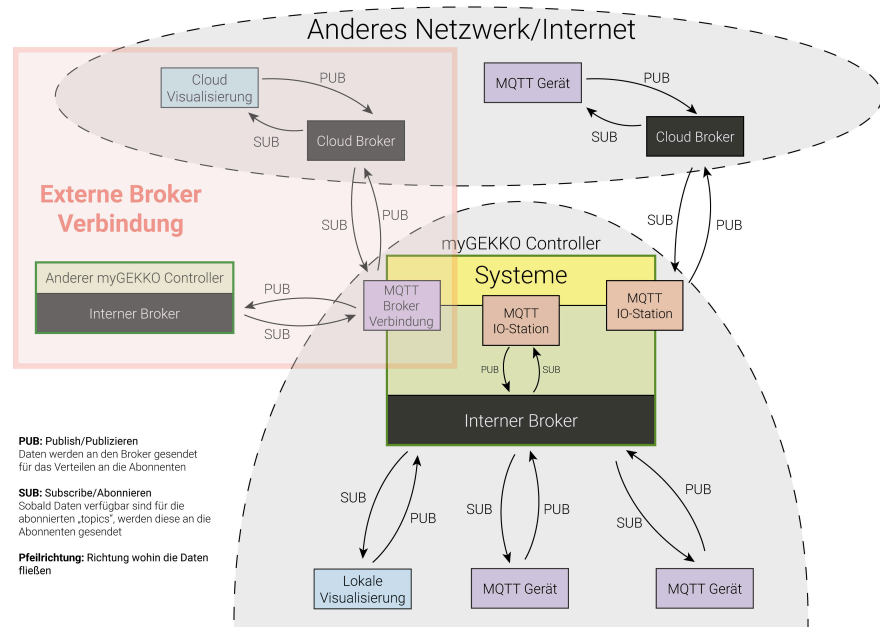 Anderes Netzwerk/Internet
Cloud
Visualisierung
PUB
SUB
Cloud Broker
MQTT Gerät
PUB
SUB
Cloud Broker
Externe Broker
Verbindung
SUB
PUB
SUB
PUB
myGEKKO Controller
Systeme
Anderer myGEKKO Controller
Interner Broker
PUB
SUB
MQTT
Broker
Verbindung
MQTT
IO-Station
MQTT
IO-Station
PUB
SUB
Interner Broker
PUB: Publish/Publizieren
Daten werden an den Broker gesendet
für das Verteilen an die Abonnenten
SUB: Subscribe/Abonnieren
Sobald Daten verfügbar sind für die
abonnierten „topics“, werden diese an die
Abonnenten gesendet
Pfeilrichtung: Richtung wohin die Daten
fließen
SUB
PUB
SUB
PUB
SUB
PUB
Lokale
Visualisierung
MQTT Gerät
MQTT Gerät